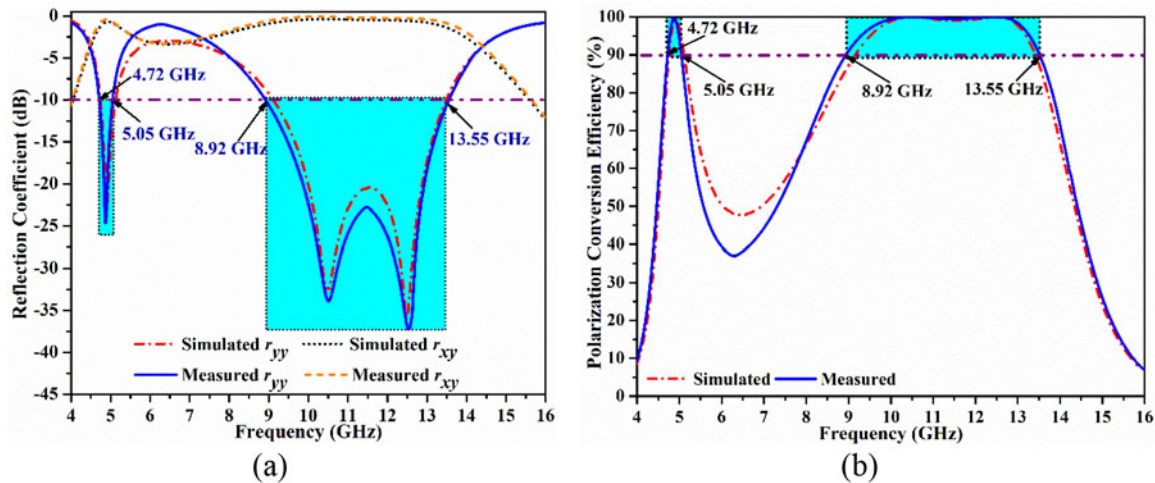 Reflection Coefficient (dB)
0
-5
-10
-15
-20
-25
-30
-35
-40
-45
4.72 GHz
5.05 GHz
8.92 GHz
13.55 GHz
Simulated ryy
Simulated rxy
Measured ryy
Measured rxy
4 5 6 7 8 9 10 11 12 13 14 15 16
Frequency (GHz)
(a)
Polarization Conversion Efficiency (%)
100
90
80
70
60
50
40
30
20
10
0
4.72 GHz
5.05 GHz
8.92 GHz
13.55 GHz
Simulated
Measured
4 5 6 7 8 9 10 11 12 13 14 15 16
Frequency (GHz)
(b)